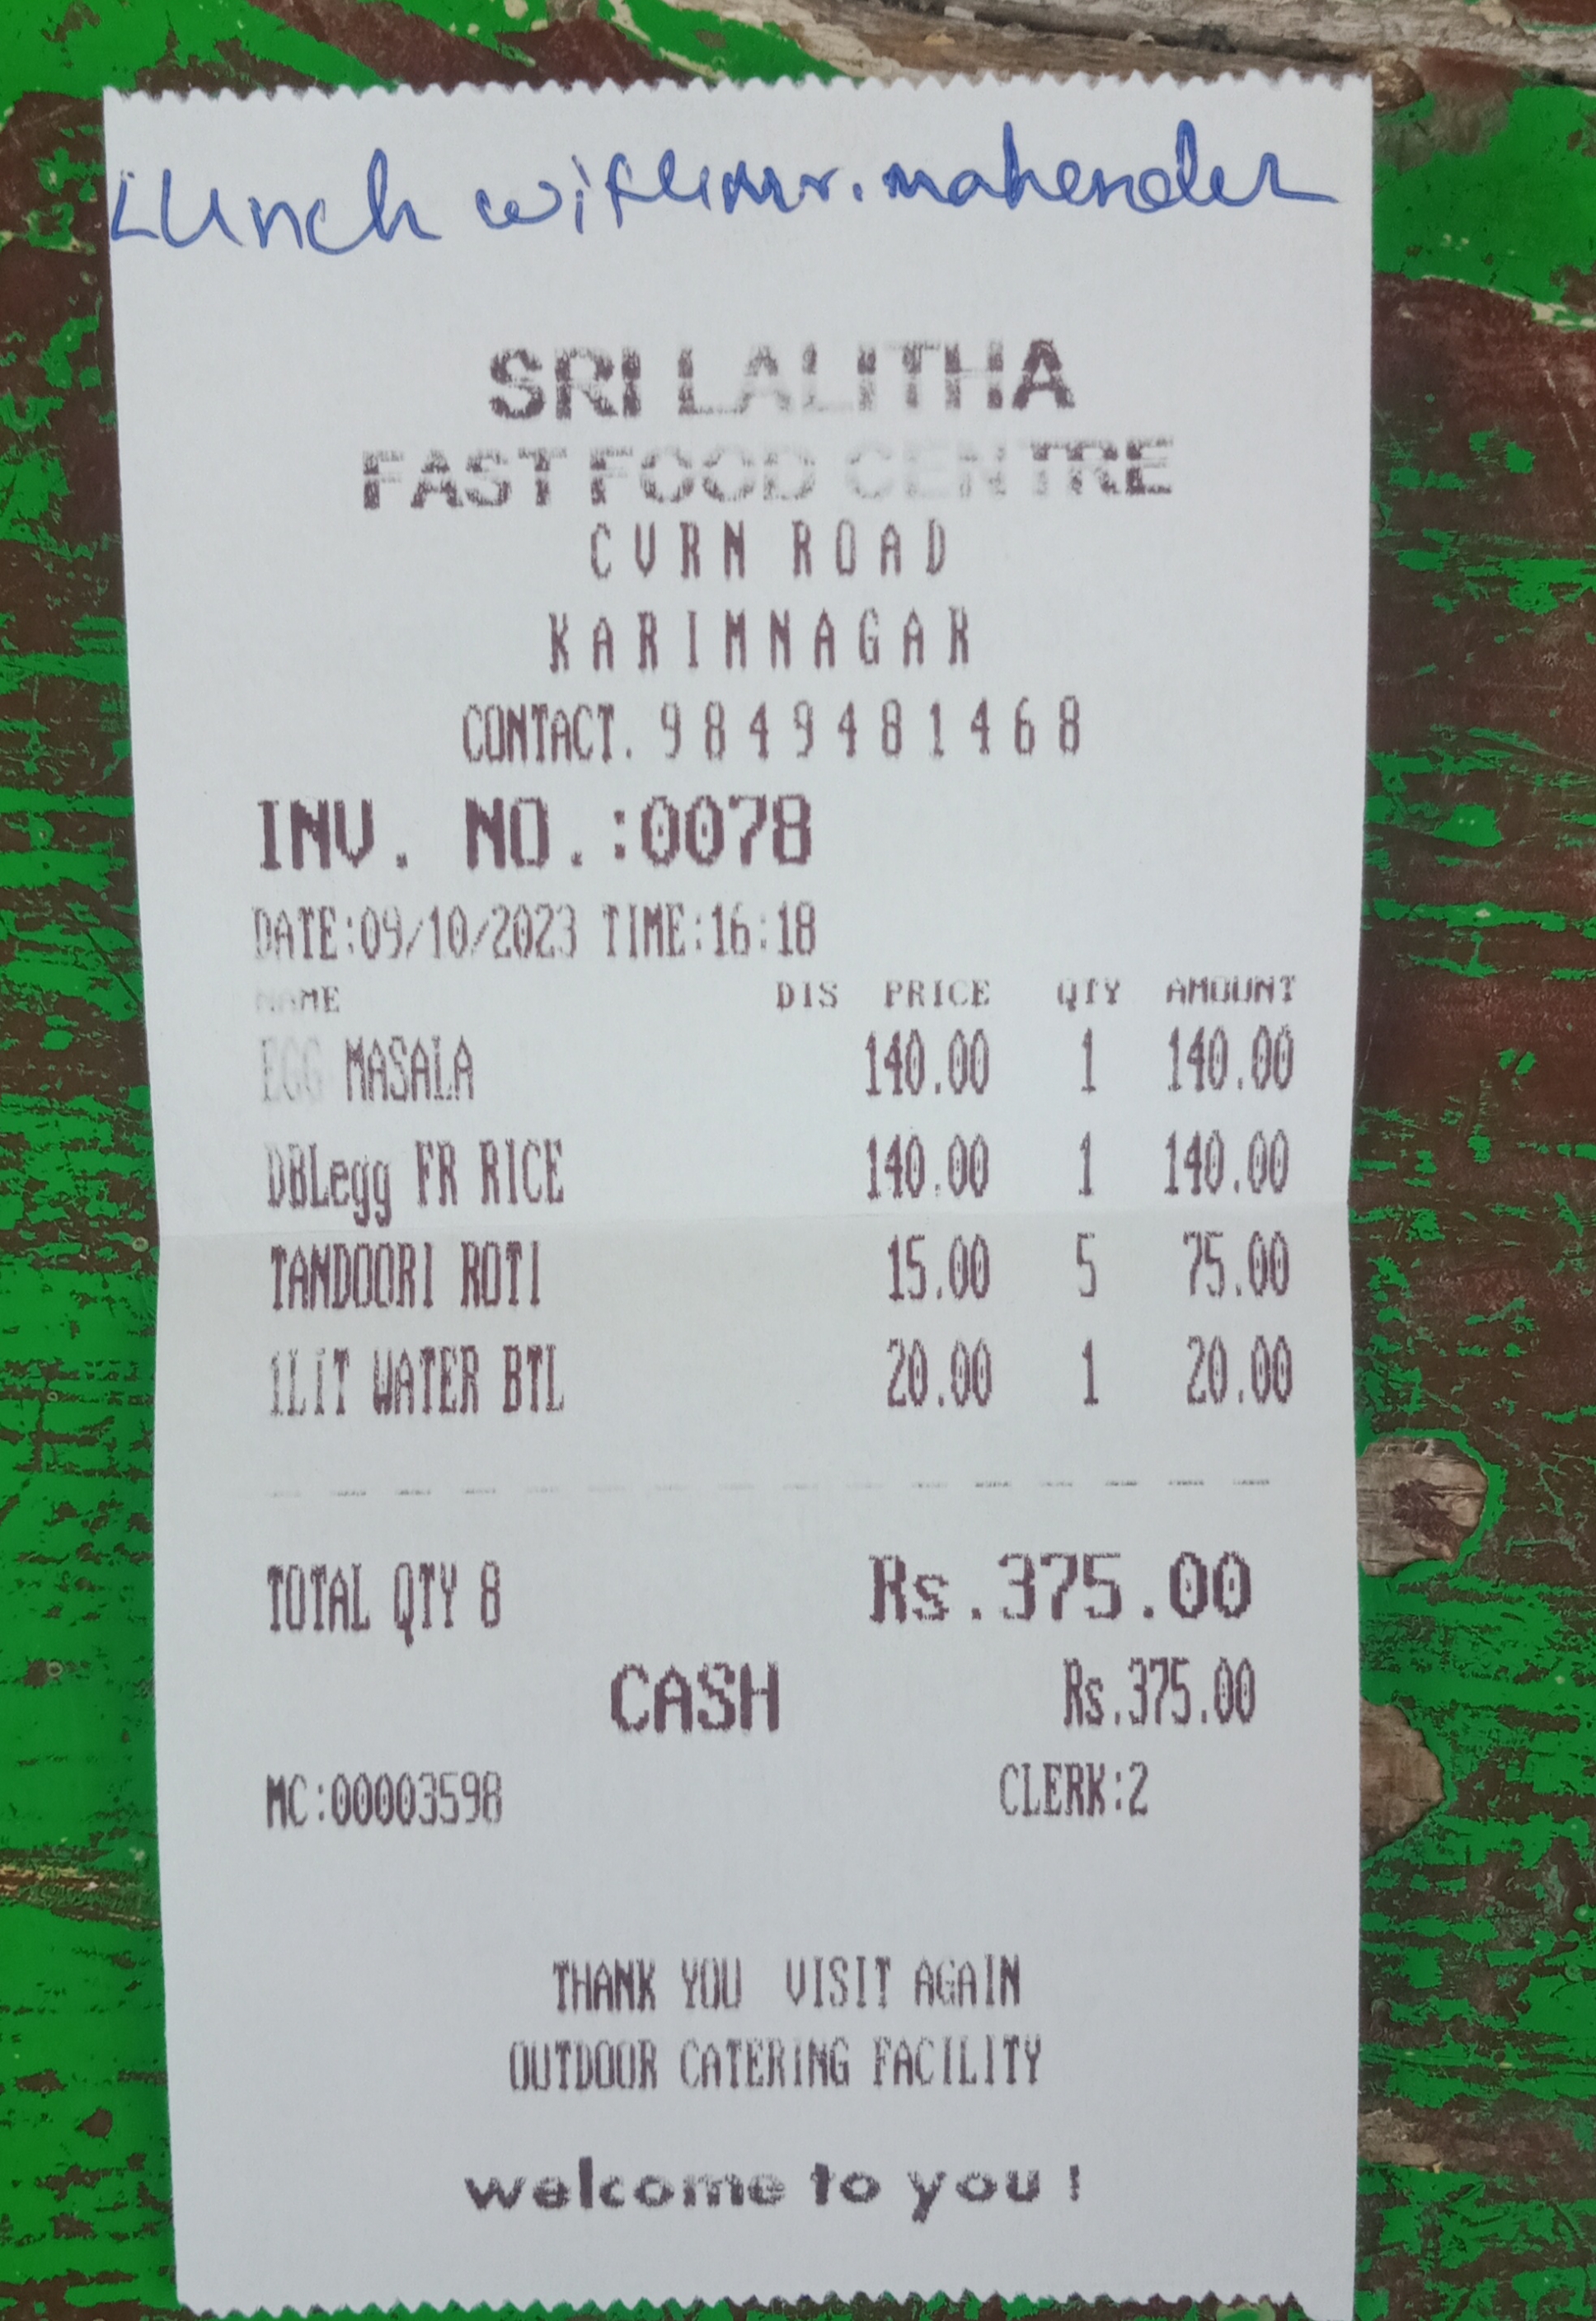 Lunch with mr. mahender
SRI LALITHA
FAST FOOD CENTRE
CVRN ROAD
KARIMNAGAR
CONTACT. 9849481468
INV. NO.:0078
DATE:09/10/2023 TIME:16:18
NAME DIS PRICE QTY AMOUNT
EGG MASALA 140.00 1 140.00
DBLegg FR RICE 140.00 1 140.00
TANDOORI ROTI 15.00 5 75.00
1LIT WATER BTL 20.00 1 20.00
TOTAL QTY 8 Rs.375.00
CASH Rs.375.00
MC:00003598 CLERK:2
THANK YOU VISIT AGAIN
OUTDOOR CATERING FACILITY
welcome to you !